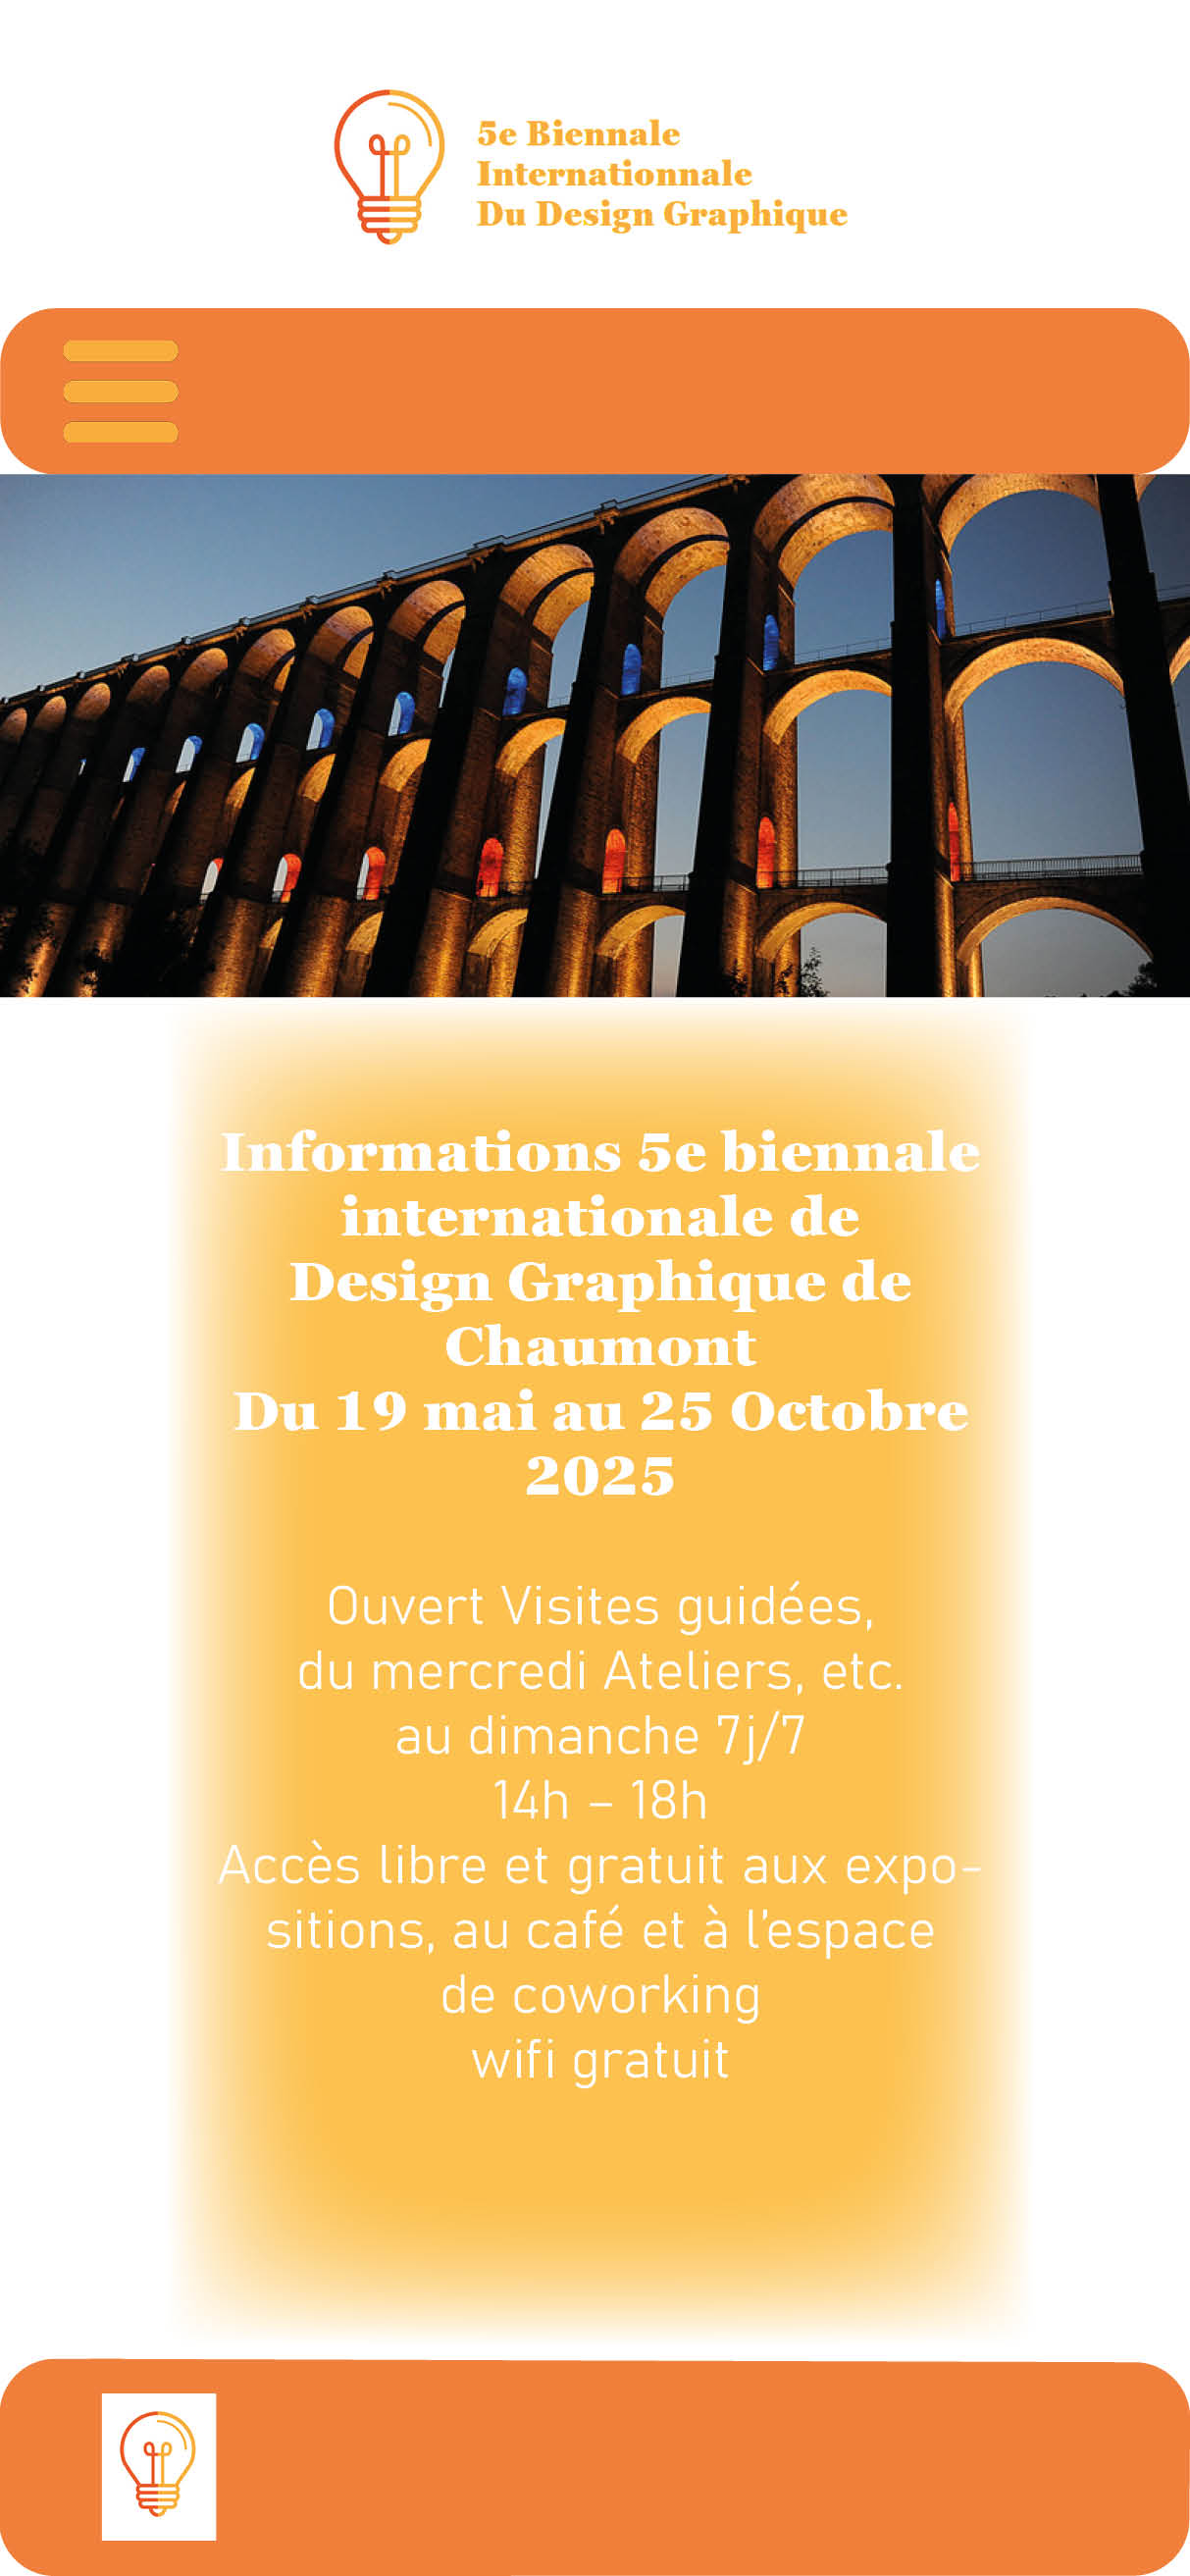 5e Biennale
Internationnale
Du Design Graphique
Informations 5e biennale
internationale de
Design Graphique de
Chaumont
Du 19 mai au 25 Octobre
2025
Ouvert Visites guidées,
du mercredi Ateliers, etc.
au dimanche 7j/7
14h – 18h
Accès libre et gratuit aux expo-
sitions, au café et à l’espace
de coworking
wifi gratuit